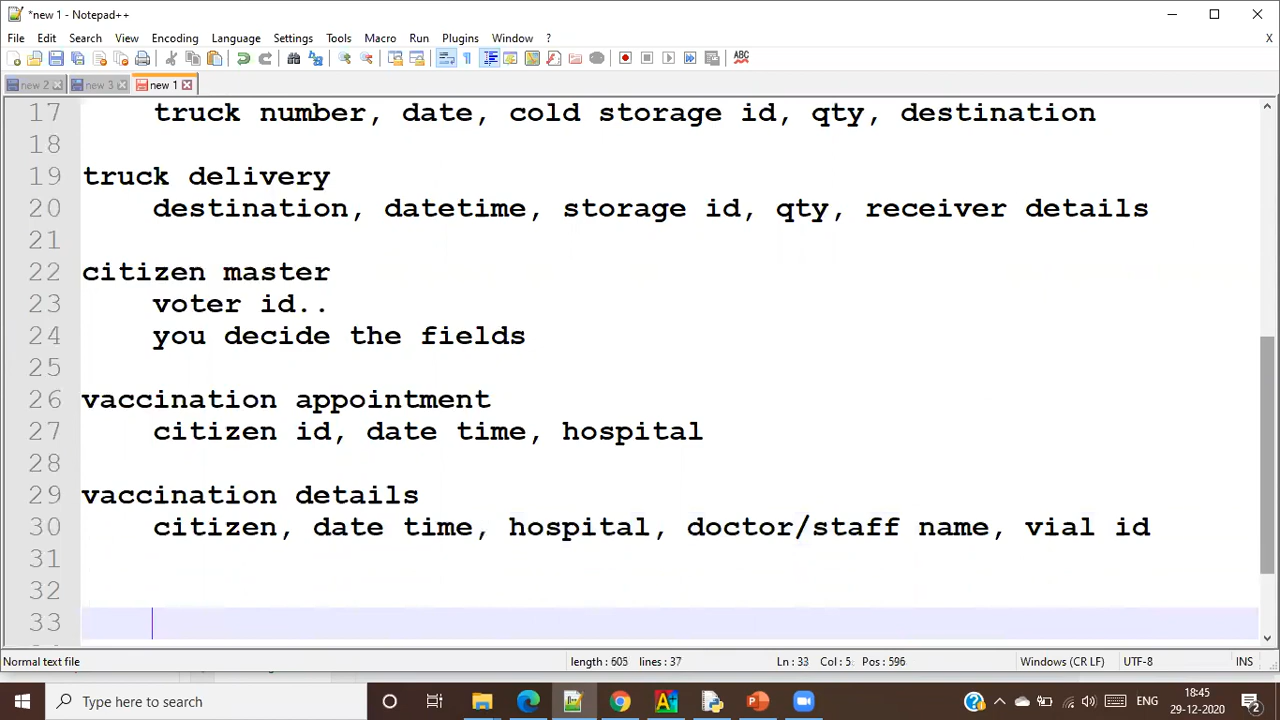 *new 1 - Notepad++
File Edit Search View Encoding Language Settings Tools Macro Run Plugins Window ? X
new 2 new 3 new 1
17 truck number, date, cold storage id, qty, destination
18
19 truck delivery
20 destination, datetime, storage id, qty, receiver details
21
22 citizen master
23 voter id..
24 you decide the fields
25
26 vaccination appointment
27 citizen id, date time, hospital
28
29 vaccination details
30 citizen, date time, hospital, doctor/staff name, vial id
31
32
33
Normal text file length : 605 lines : 37 Ln : 33 Col : 5 Pos : 596 Windows (CR LF) UTF-8 INS
Type here to search ENG 18:45
29-12-2020 2